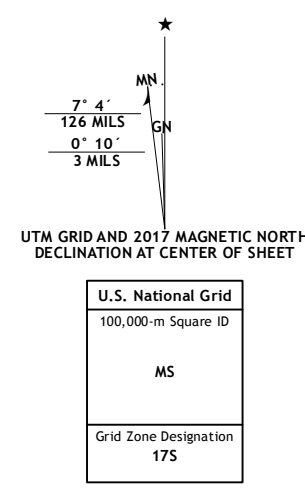 MN
7° 4´
126 MILS
GN
0° 10´
3 MILS
UTM GRID AND 2017 MAGNETIC NORTH
DECLINATION AT CENTER OF SHEET
U.S. National Grid
100,000-m Square ID
MS
Grid Zone Designation
17S